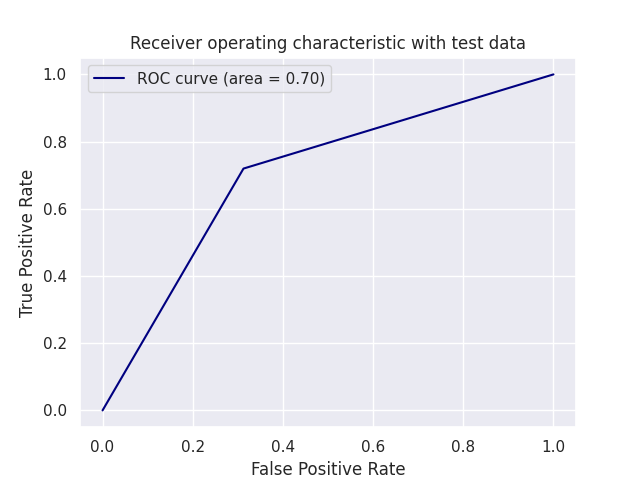 Receiver operating characteristic with test data
ROC curve (area = 0.70)
1.0
0.8
0.6
0.4
0.2
0.0
True Positive Rate
0.0 0.2 0.4 0.6 0.8 1.0
False Positive Rate